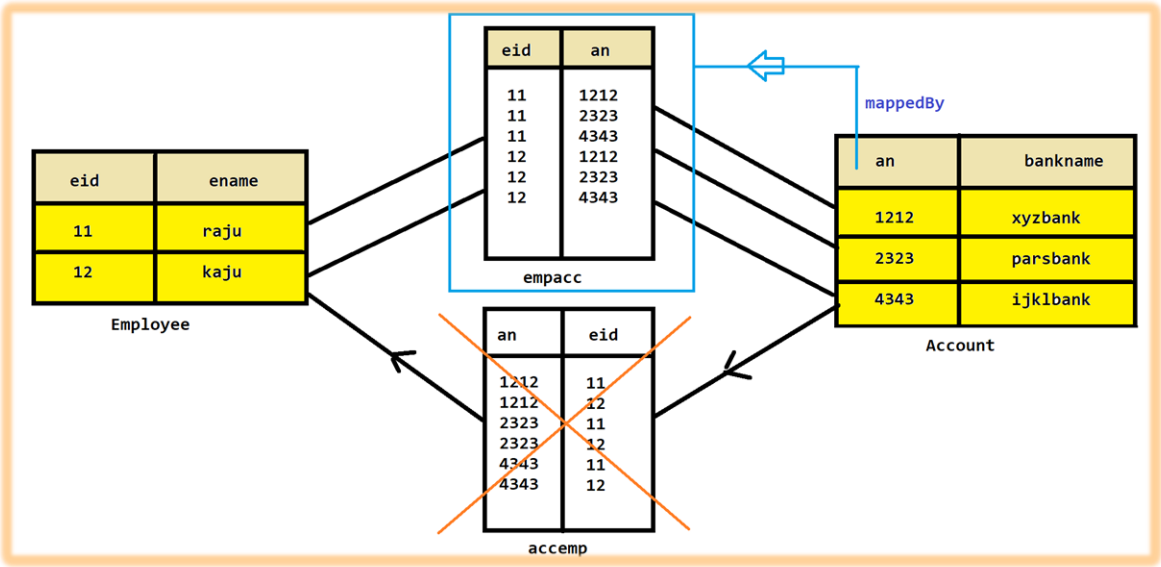 eid an
11 1212
11 2323
11 4343
12 1212
12 2323
12 4343
empacc
mappedBy
eid ename
11 raju
12 kaju
Employee
an bankname
1212 xyzbank
2323 parsbank
4343 ijklbank
Account
an eid
1212 11
1212 12
2323 11
2323 12
4343 11
4343 12
accemp